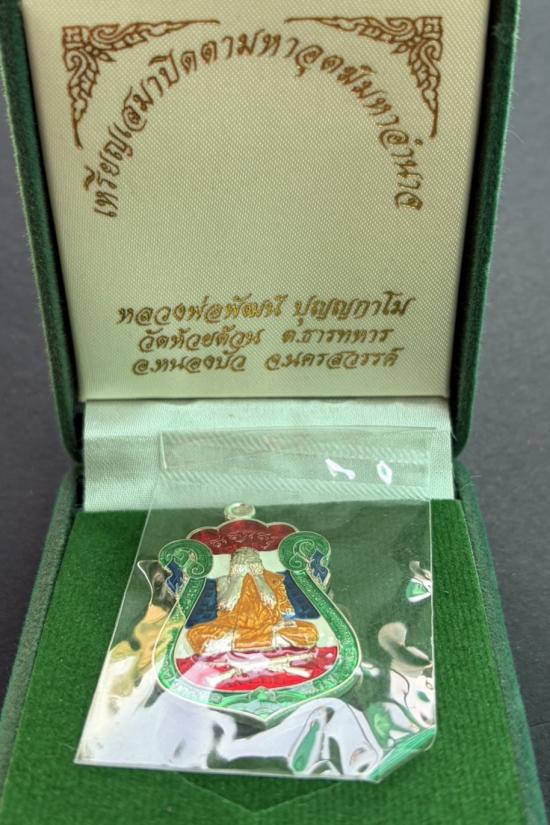 เหรียญเสมาปิดตามหาอุตม์มหาอำนาจ
หลวงพ่อพัฒน์ ปุญญกาโม
วัดห้วยด้วน ต.ธารทหาร
อ.หนองบัว จ.นครสวรรค์